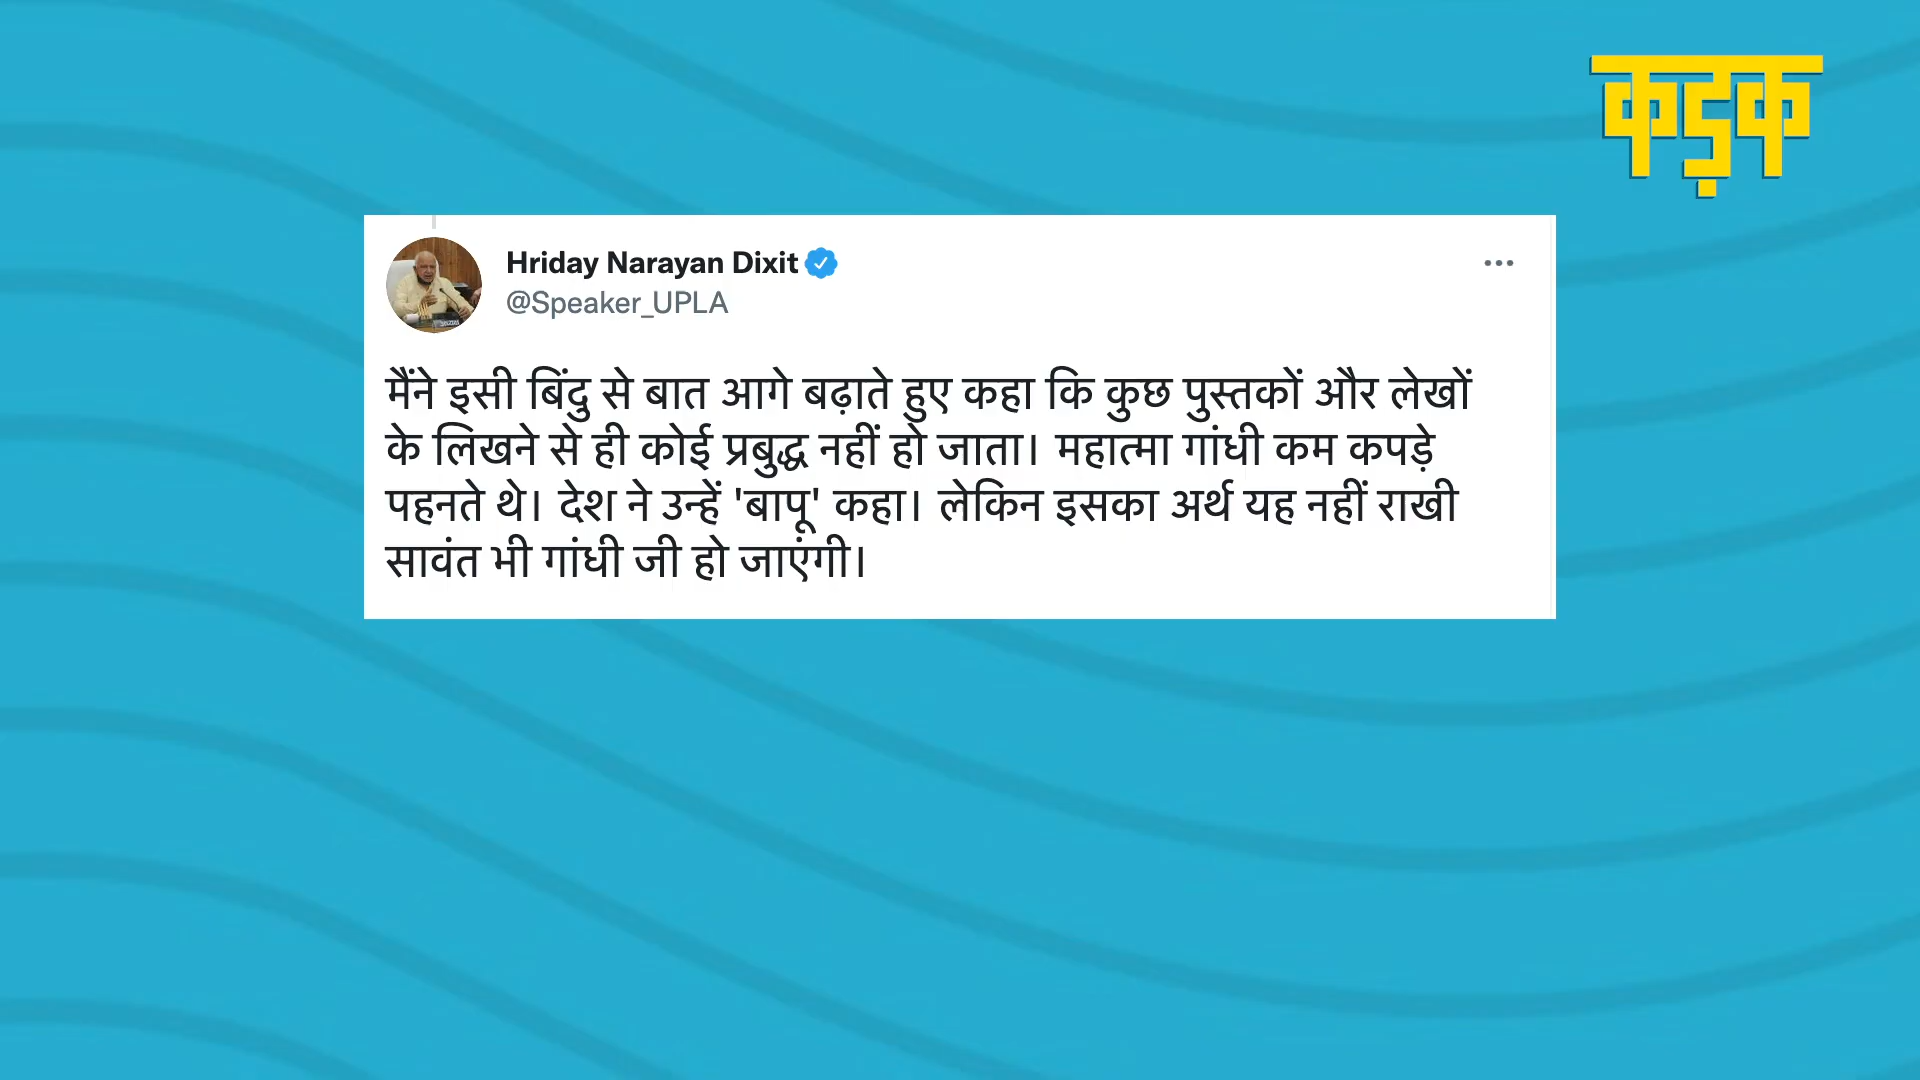 कड़क
Hriday Narayan Dixit
@Speaker_UPLA
मैंने इसी बिंदु से बात आगे बढ़ाते हुए कहा कि कुछ पुस्तकों और लेखों
के लिखने से ही कोई प्रबुद्ध नहीं हो जाता। महात्मा गांधी कम कपड़े
पहनते थे। देश ने उन्हें 'बापू' कहा। लेकिन इसका अर्थ यह नहीं राखी
सावंत भी गांधी जी हो जाएंगी।